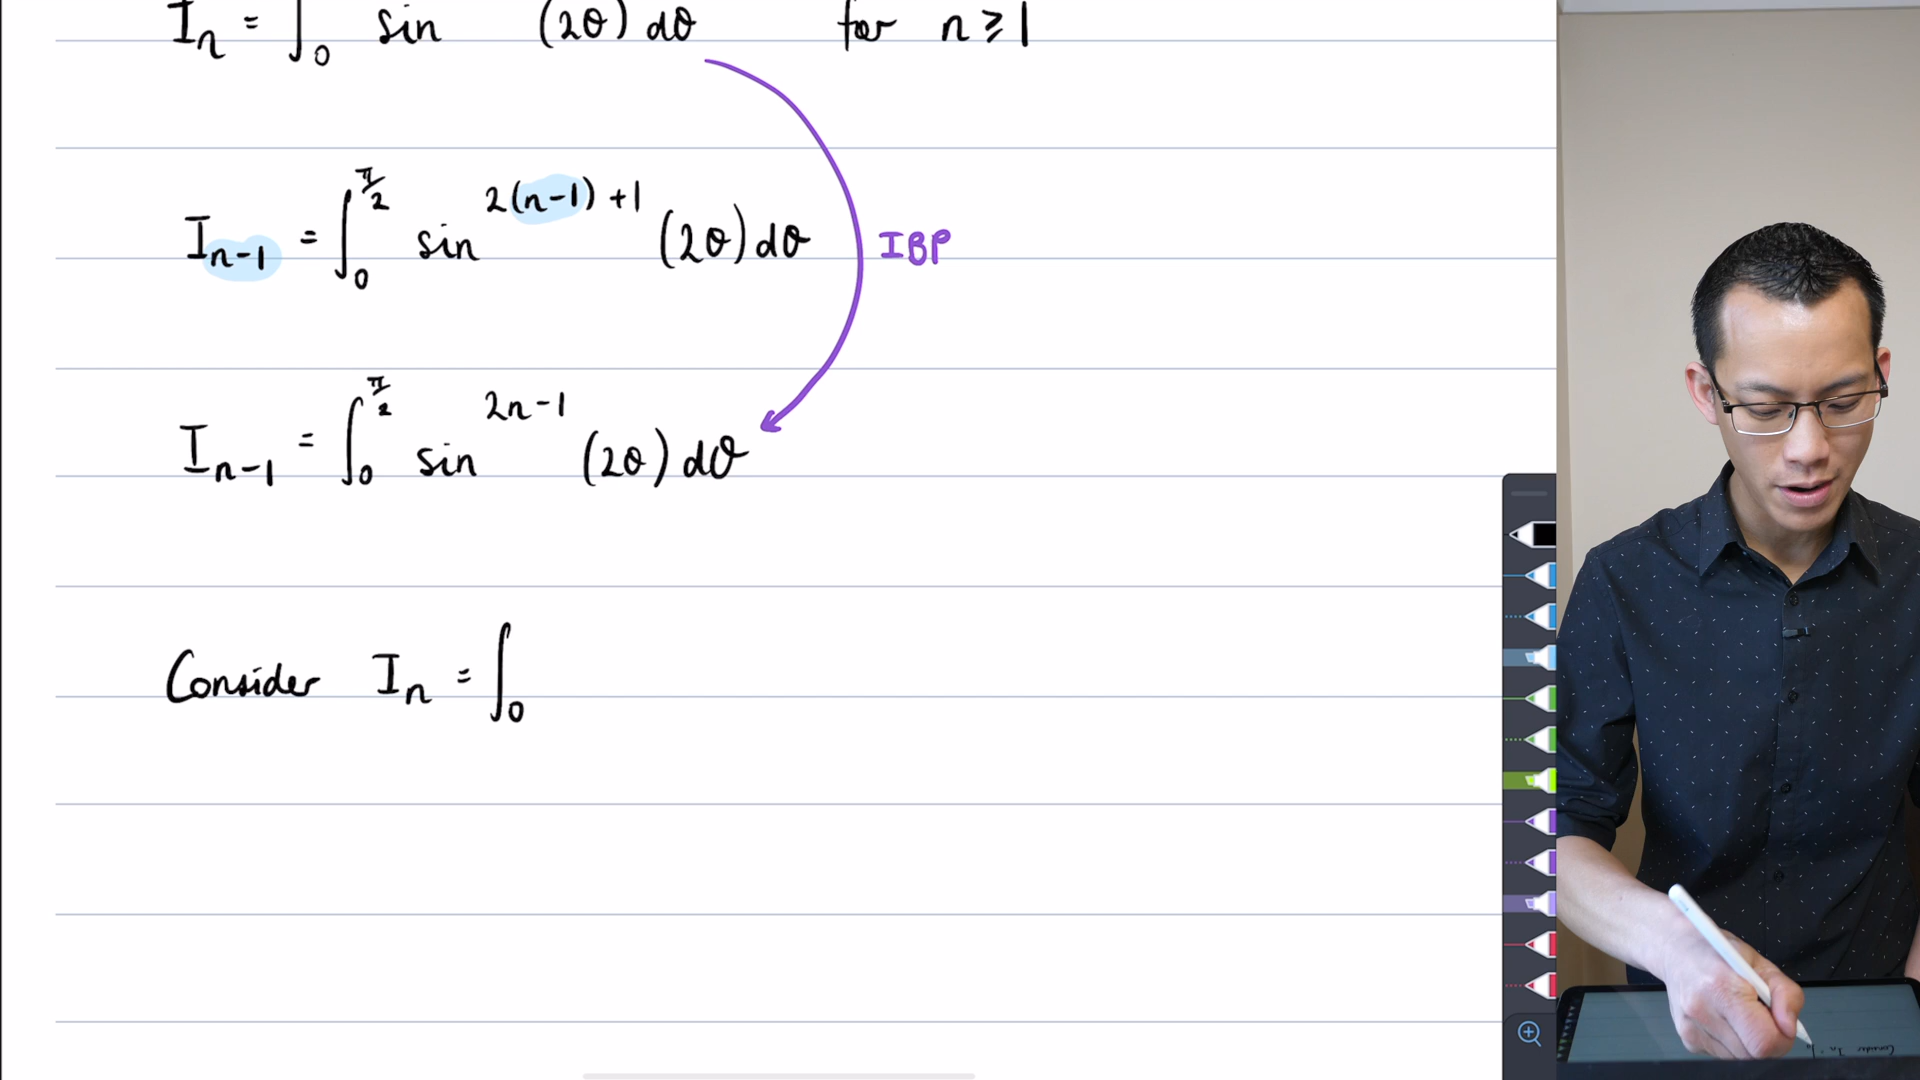 Iₙ = ∫₀ sin (2θ) dθ for n ≥ 1
Iₙ₋₁ = ∫₀^(π/2) sin^(2(n-1)+1) (2θ) dθ
IBP
Iₙ₋₁ = ∫₀^(π/2) sin^(2n-1) (2θ) dθ
Consider Iₙ = ∫₀